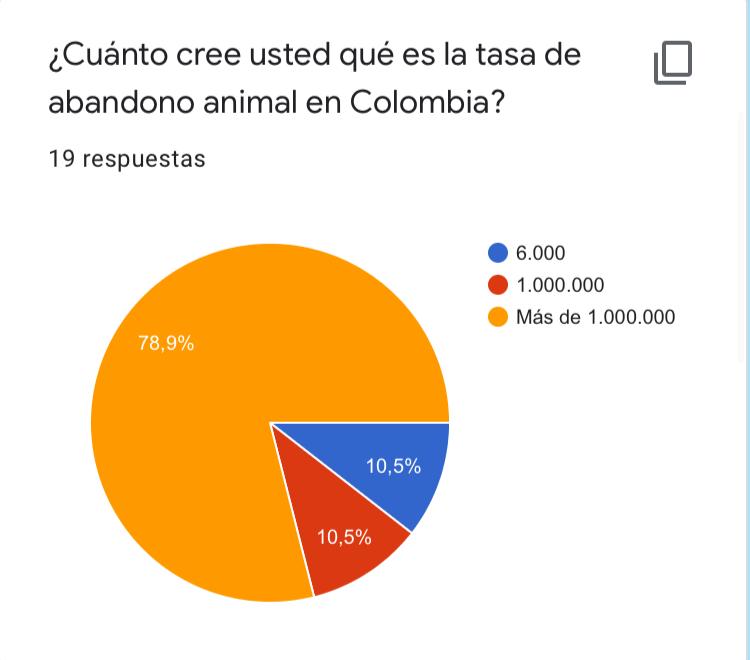 ¿Cuánto cree usted qué es la tasa de
abandono animal en Colombia?
19 respuestas
6.000
1.000.000
Más de 1.000.000
78,9%
10,5%
10,5%